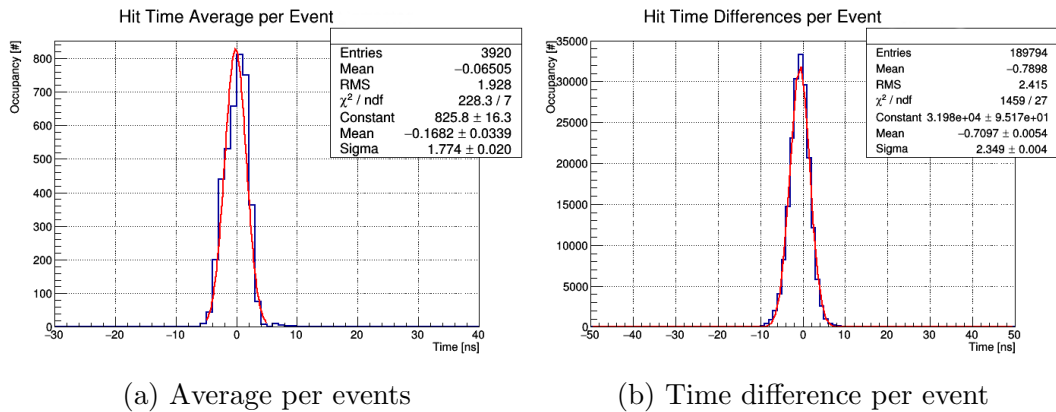 Hit Time Average per Event
Occupancy [#]
800
700
600
500
400
300
200
100
0
−30
−20
−10
0
10
20
30
40
Time [ns]
Entries 3920
Mean −0.06505
RMS 1.928
χ² / ndf 228.3 / 7
Constant 825.8 ± 16.3
Mean −0.1682 ± 0.0339
Sigma 1.774 ± 0.020
(a) Average per events
Hit Time Differences per Event
Occupancy [#]
35000
30000
25000
20000
15000
10000
5000
0
−50
−40
−30
−20
−10
0
10
20
30
40
50
Time [ns]
Entries 189794
Mean −0.7898
RMS 2.415
χ² / ndf 1459 / 27
Constant 3.198e+04 ± 9.517e+01
Mean −0.7097 ± 0.0054
Sigma 2.349 ± 0.004
(b) Time difference per event